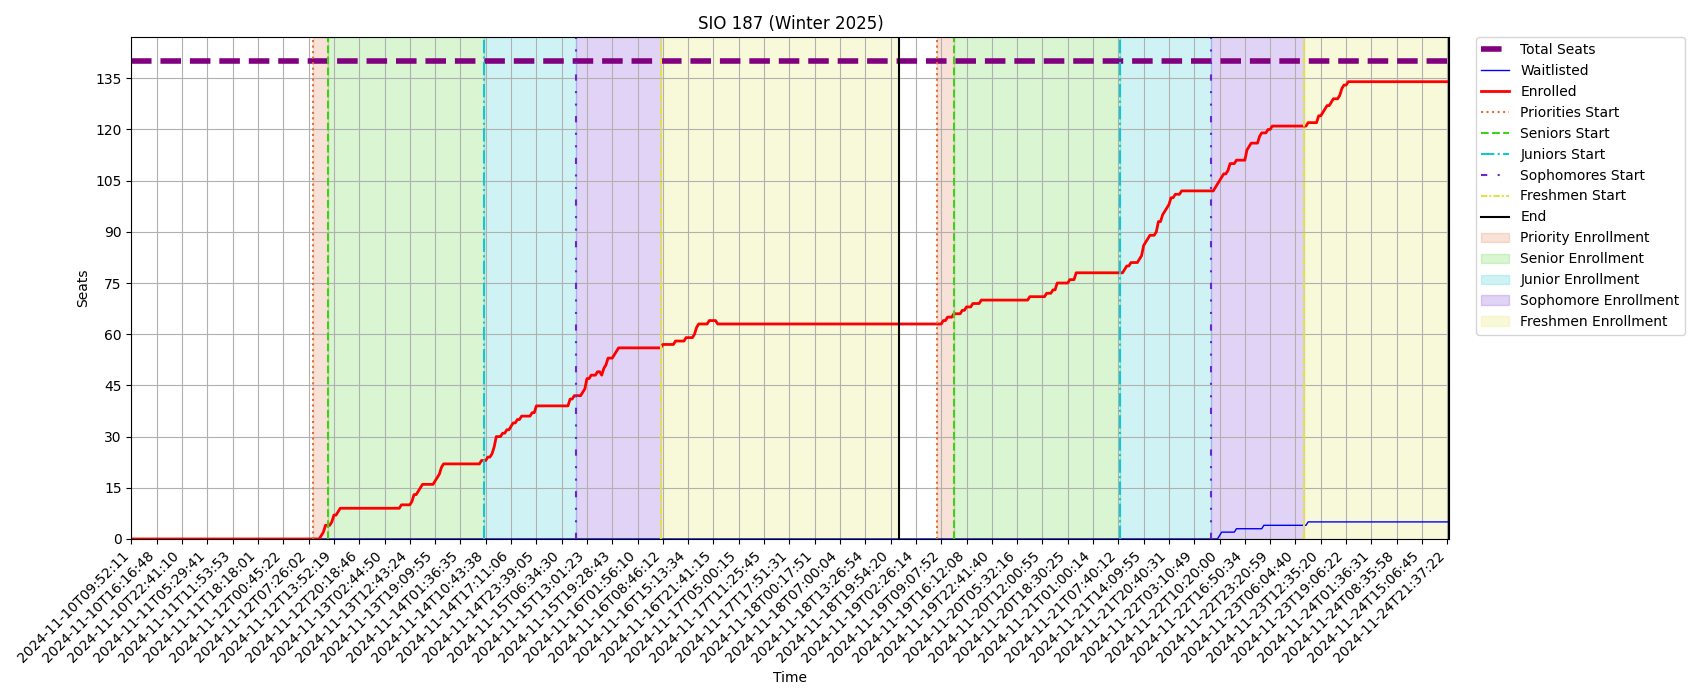 SIO 187 (Winter 2025)
Seats
135
120
105
90
75
60
45
30
15
0
2024-11-10T09:52:11
2024-11-10T16:16:48
2024-11-10T22:41:10
2024-11-11T05:29:41
2024-11-11T11:53:53
2024-11-11T18:18:01
2024-11-12T00:45:22
2024-11-12T07:26:02
2024-11-12T13:52:19
2024-11-12T20:18:46
2024-11-13T02:44:50
2024-11-13T12:43:24
2024-11-13T19:09:55
2024-11-14T01:36:35
2024-11-14T10:43:38
2024-11-14T17:11:06
2024-11-14T23:39:05
2024-11-15T06:34:30
2024-11-15T13:01:23
2024-11-15T19:28:43
2024-11-16T01:56:10
2024-11-16T08:46:12
2024-11-16T15:13:34
2024-11-16T21:41:15
2024-11-17T05:00:15
2024-11-17T11:25:45
2024-11-17T17:51:31
2024-11-18T00:17:51
2024-11-18T07:00:04
2024-11-18T13:26:54
2024-11-18T19:54:20
2024-11-19T02:26:14
2024-11-19T09:07:52
2024-11-19T16:12:08
2024-11-19T22:41:40
2024-11-20T05:32:16
2024-11-20T12:00:55
2024-11-20T18:30:25
2024-11-21T01:00:14
2024-11-21T07:40:12
2024-11-21T14:09:55
2024-11-21T20:40:31
2024-11-22T03:10:49
2024-11-22T10:20:00
2024-11-22T16:50:34
2024-11-22T23:20:59
2024-11-23T06:04:40
2024-11-23T12:35:20
2024-11-23T19:06:22
2024-11-24T01:36:31
2024-11-24T08:35:58
2024-11-24T15:06:45
2024-11-24T21:37:22
Time
Total Seats
Waitlisted
Enrolled
Priorities Start
Seniors Start
Juniors Start
Sophomores Start
Freshmen Start
End
Priority Enrollment
Senior Enrollment
Junior Enrollment
Sophomore Enrollment
Freshmen Enrollment